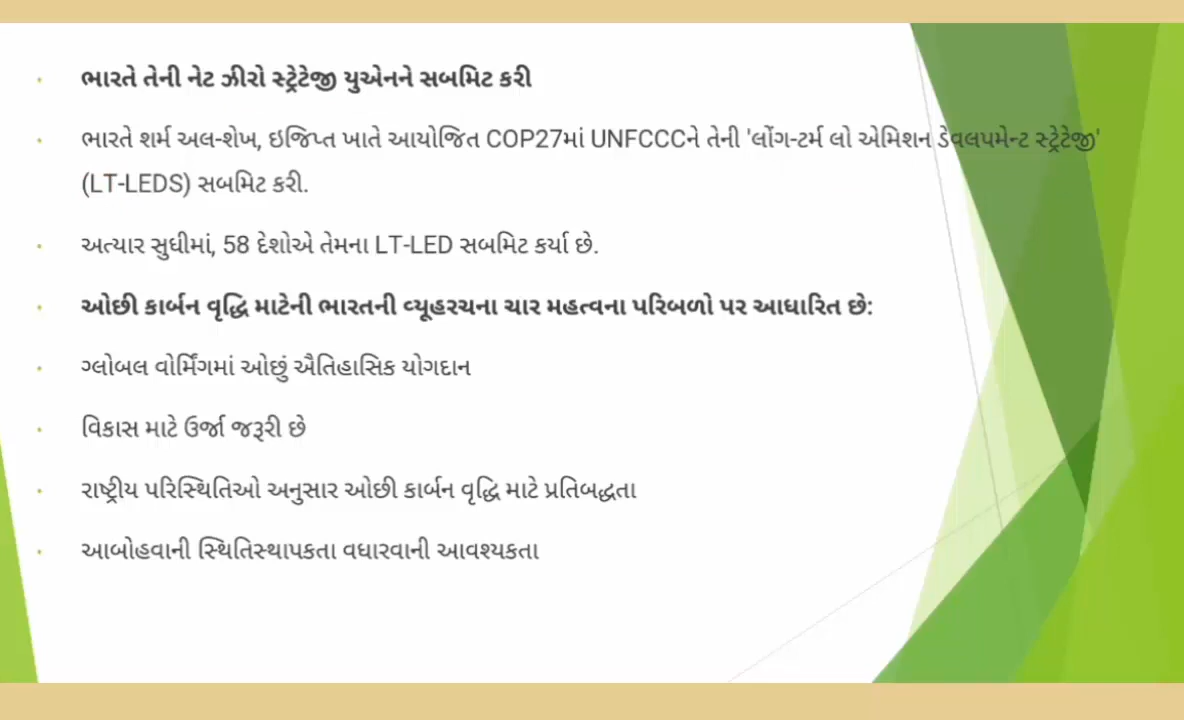 ભારતે તેની નેટ ઝીરો સ્ટ્રેટેજી યુએનને સબમિટ કરી
ભારતે શર્મ અલ-શેખ, ઇજિપ્ત ખાતે આયોજિત COP27માં UNFCCCને તેની 'લોંગ-ટર્મ લો એમિશન ડેવલપમેન્ટ સ્ટ્રેટેજી'
(LT-LEDS) સબમિટ કરી.
અત્યાર સુધીમાં, 58 દેશોએ તેમના LT-LED સબમિટ કર્યા છે.
ઓછી કાર્બન વૃદ્ધિ માટેની ભારતની વ્યૂહરચના ચાર મહત્વના પરિબળો પર આધારિત છે:
ગ્લોબલ વોર્મિંગમાં ઓછું ઐતિહાસિક યોગદાન
વિકાસ માટે ઉર્જા જરૂરી છે
રાષ્ટ્રીય પરિસ્થિતિઓ અનુસાર ઓછી કાર્બન વૃદ્ધિ માટે પ્રતિબદ્ધતા
આબોહવાની સ્થિતિસ્થાપકતા વધારવાની આવશ્યકતા